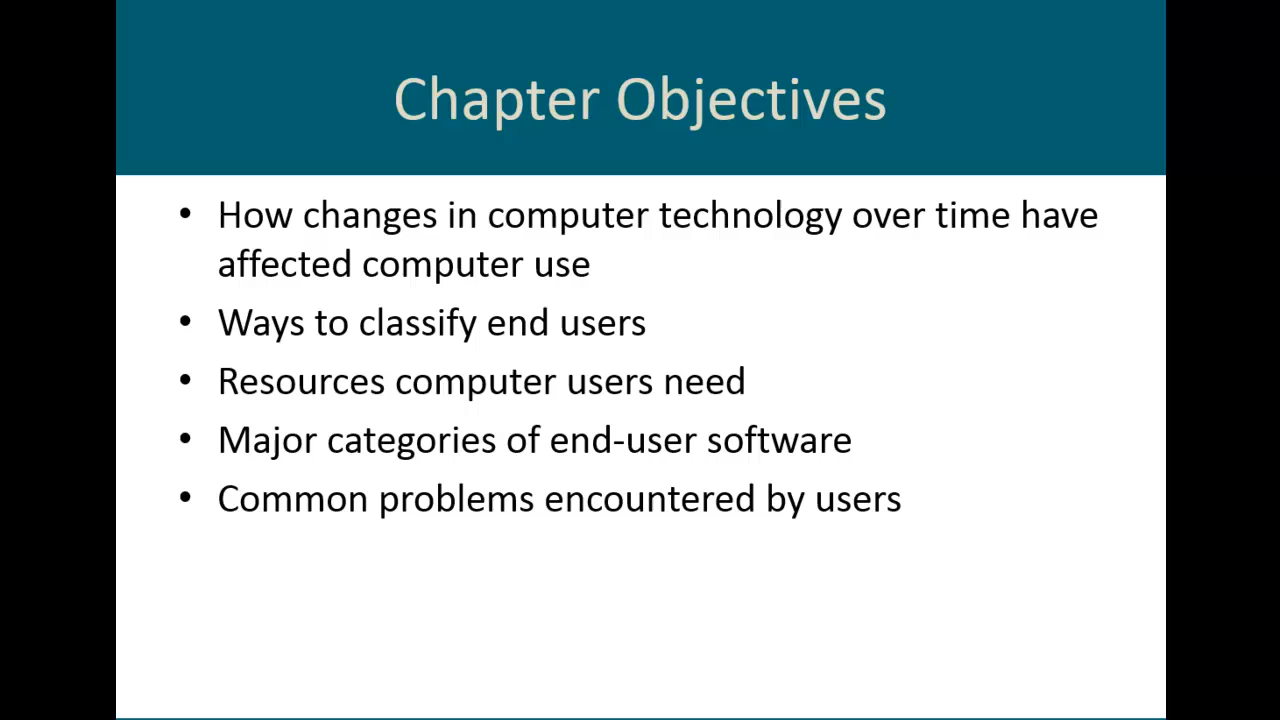 Chapter Objectives
• How changes in computer technology over time have
affected computer use
• Ways to classify end users
• Resources computer users need
• Major categories of end-user software
• Common problems encountered by users